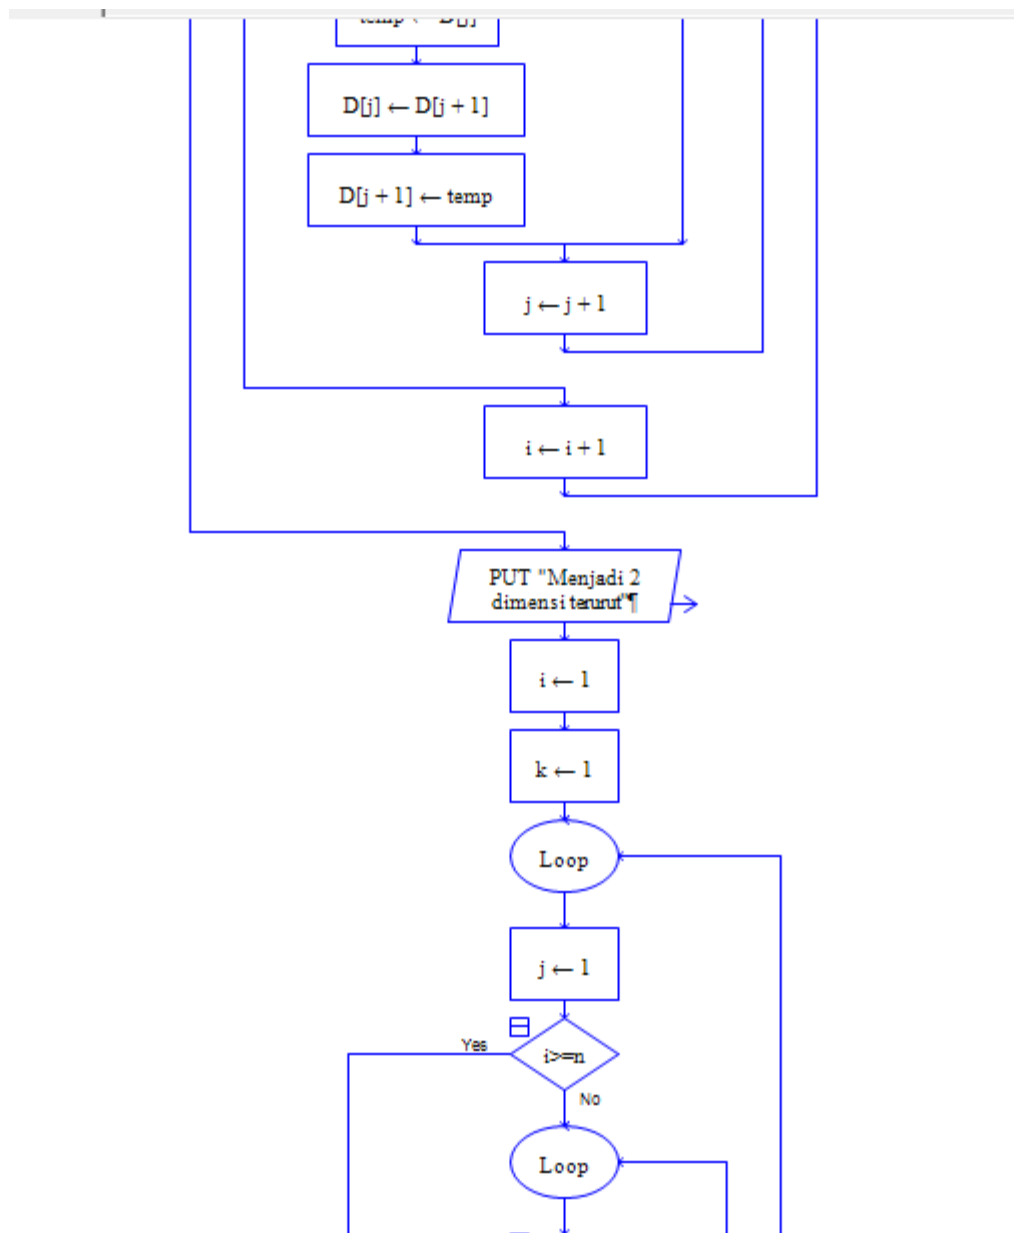 D[j] ← D[j + 1]
D[j + 1] ← temp
j ← j + 1
i ← i + 1
PUT "Menjadi 2
dimensi terurut"¶
i ← 1
k ← 1
Loop
j ← 1
Yes
i>=n
No
Loop